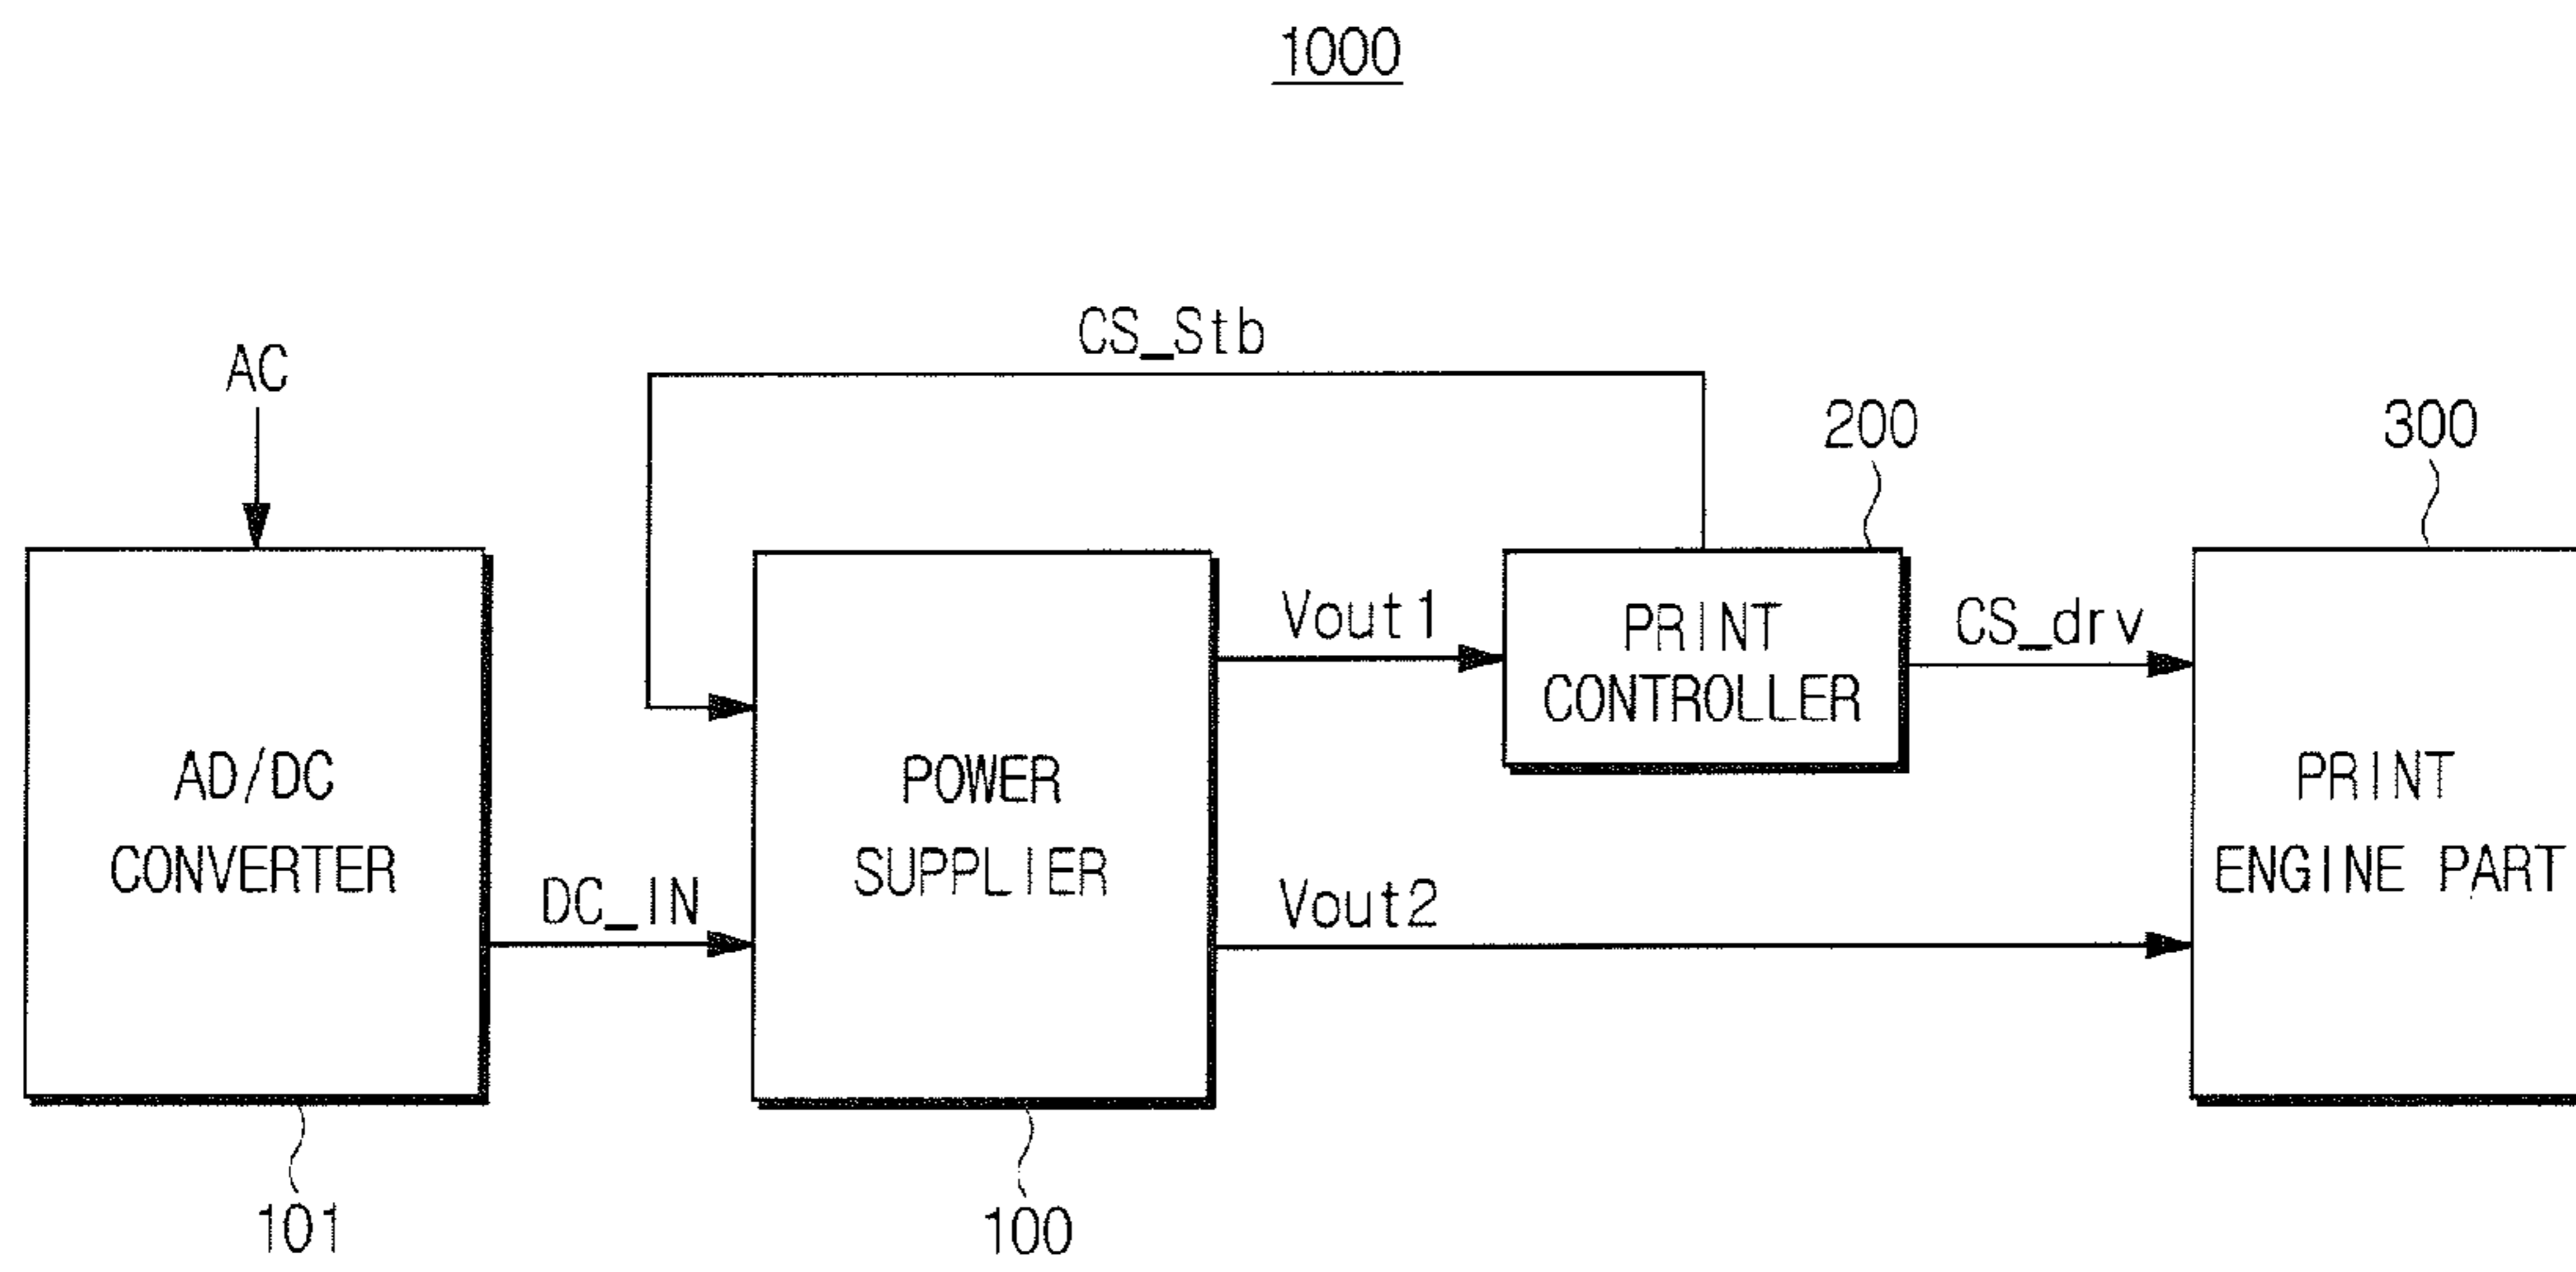 1000
CS_Stb
AC
200
300
Vout1
PRINT
CONTROLLER
CS_drv
AD/DC
CONVERTER
POWER
SUPPLIER
PRINT
ENGINE PART
DC_IN
Vout2
101
100